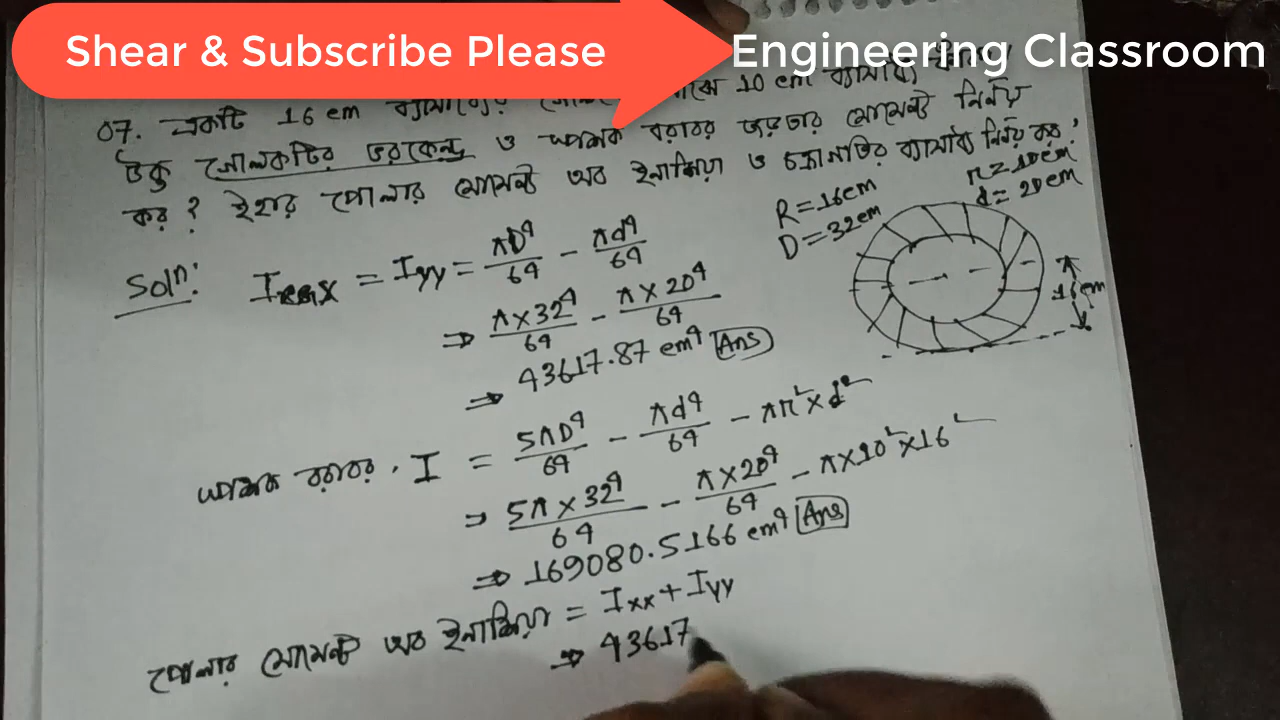 Shear & Subscribe Please
Engineering Classroom
07. একটি 16 cm ব্যাসার্ধের 10 cm ব্যাসার্ধ
গোলকটির ভরকেন্দ্র ও অক্ষ বরাবর জড়তার মোমেন্ট নির্ণয়
কর? ইহার পোলার মোমেন্ট অব ইনার্শিয়া ও চক্রগতির ব্যাসার্ধ নির্ণয় কর?
R=16cm
D=32cm
r=10cm
d=20cm
16cm
Solⁿ: Ixx = Iyy = πD⁴/64 - πd⁴/64
⇒ π×32⁴/64 - π×20⁴/64
⇒ 43617.87 cm⁴ Ans
বরাবর, I = 5πD⁴/64 - πd⁴/64 - πr²×d²
⇒ 5π×32⁴/64 - π×20⁴/64 - π×10²×16²
⇒ 169080.5166 cm⁴ Ans
পোলার মোমেন্ট অব ইনার্শিয়া = Ixx + Iyy
⇒ 43617